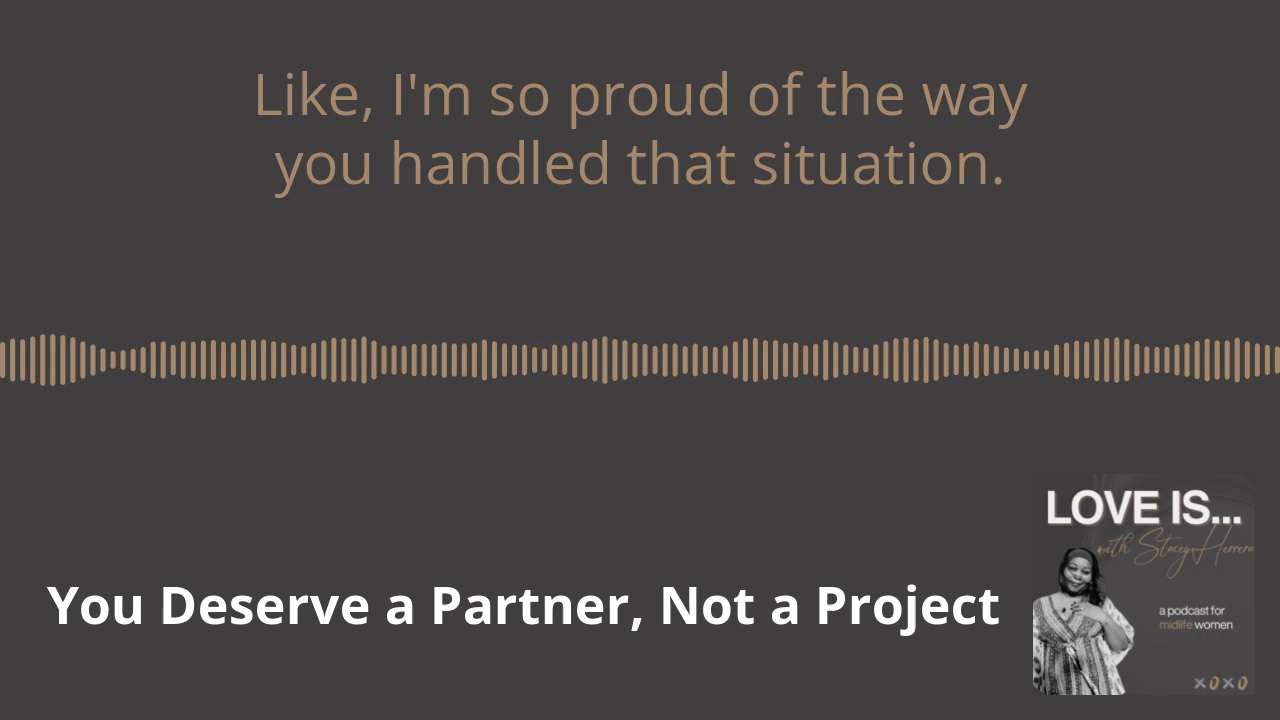 Like, I'm so proud of the way
you handled that situation.
You Deserve a Partner, Not a Project
LOVE IS...
with Stacey Herrera
a podcast for
midlife women
XOXO